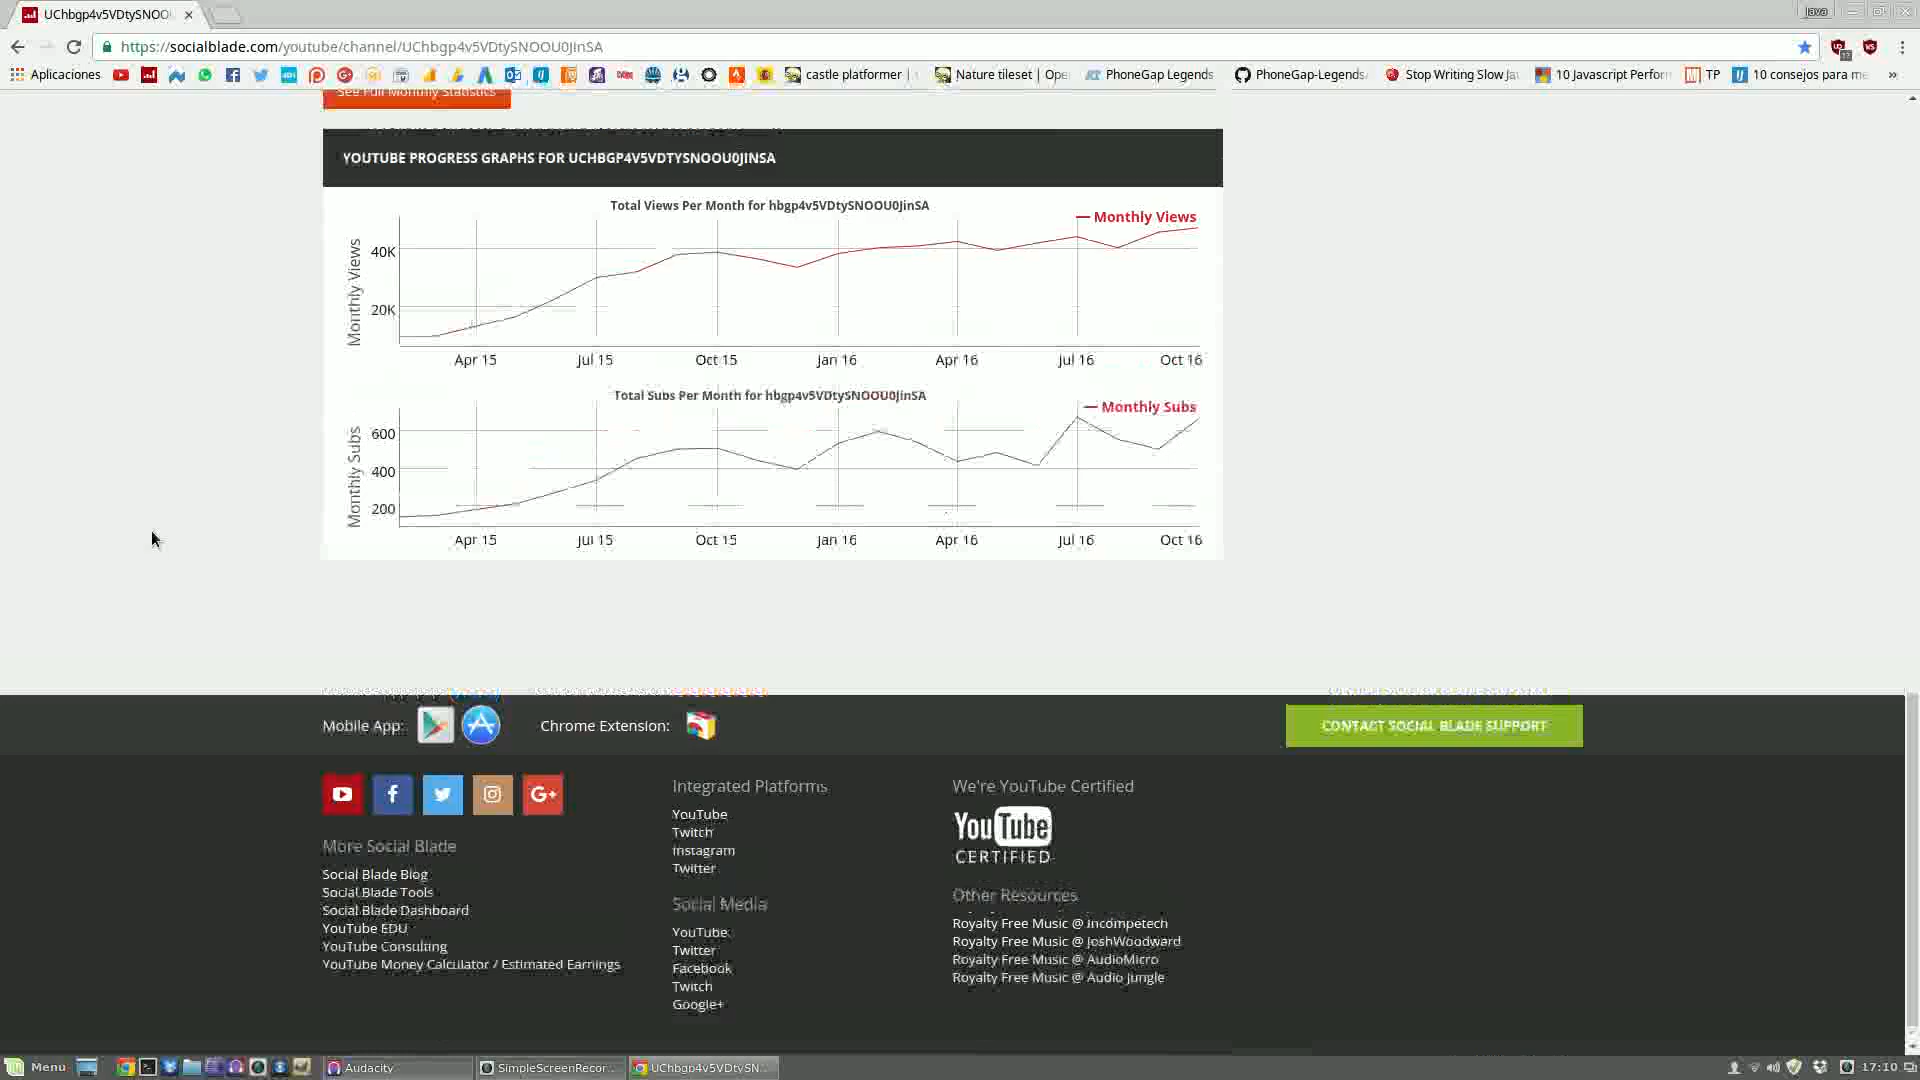 UChbgp4v5VDtySNOO
Java
https://socialblade.com/youtube/channel/UChbgp4v5VDtySNOOU0JinSA
Aplicaciones
castle platformer |
Nature tileset | Ope
PhoneGap Legends
PhoneGap-Legends
Stop Writing Slow Ja
10 Javascript Perfor
TP
10 consejos para me
»
See Full Monthly Statistics
YOUTUBE PROGRESS GRAPHS FOR UCHBGP4V5VDTYSNOOU0JINSA
Total Views Per Month for hbgp4v5VDtySNOOU0JinSA
Monthly Views
Monthly Views
40K
20K
Apr 15 Jul 15 Oct 15 Jan 16 Apr 16 Jul 16 Oct 16
Total Subs Per Month for hbgp4v5VDtySNOOU0JinSA
Monthly Subs
Monthly Subs
600
400
200
Apr 15 Jul 15 Oct 15 Jan 16 Apr 16 Jul 16 Oct 16
Mobile App:
Chrome Extension:
CONTACT SOCIAL BLADE SUPPORT
More Social Blade
Social Blade Blog
Social Blade Tools
Social Blade Dashboard
YouTube EDU
YouTube Consulting
YouTube Money Calculator / Estimated Earnings
Integrated Platforms
YouTube
Twitch
Instagram
Twitter
Social Media
YouTube
Twitter
Facebook
Twitch
Google+
We're YouTube Certified
YouTube
CERTIFIED
Other Resources
Royalty Free Music @ Incompetech
Royalty Free Music @ JoshWoodward
Royalty Free Music @ AudioMicro
Royalty Free Music @ Audio Jungle
Menu
Audacity
SimpleScreenRecor...
UChbgp4v5VDtySN...
17:10